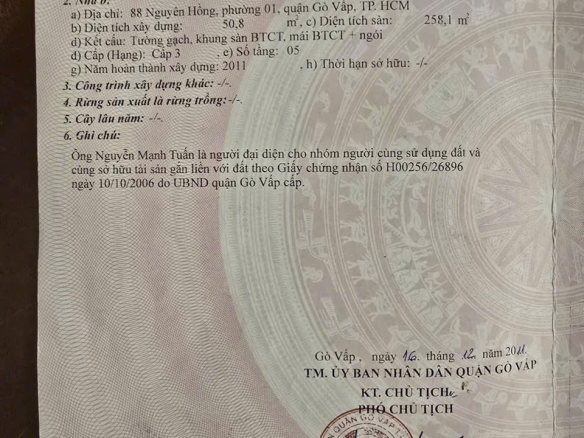 2. Nhà ở:
a) Địa chỉ: 88 Nguyên Hồng, phường 01, quận Gò Vấp, TP. HCM
b) Diện tích xây dựng: 50,8 m², c) Diện tích sàn: 258,1 m²
d) Kết cấu: Tường gạch, khung sàn BTCT, mái BTCT + ngói
đ) Cấp (Hạng): Cấp 3 , e) Số tầng: 05
g) Năm hoàn thành xây dựng: 2011 , h) Thời hạn sở hữu: -/-
3. Công trình xây dựng khác: -/-.
4. Rừng sản xuất là rừng trồng:-/-.
5. Cây lâu năm: -/-.
6. Ghi chú:
Ông Nguyễn Mạnh Tuấn là người đại diện cho nhóm người cùng sử dụng đất và
cùng sở hữu tài sản gắn liền với đất theo Giấy chứng nhận số H00256/26896
ngày 10/10/2006 do UBND quận Gò Vấp cấp.
Gò Vấp , ngày 16 tháng 12 năm 2011
TM. ỦY BAN NHÂN DÂN QUẬN GÒ VẤP
KT. CHỦ TỊCH
PHÓ CHỦ TỊCH
QUẬN GÒ VẤP